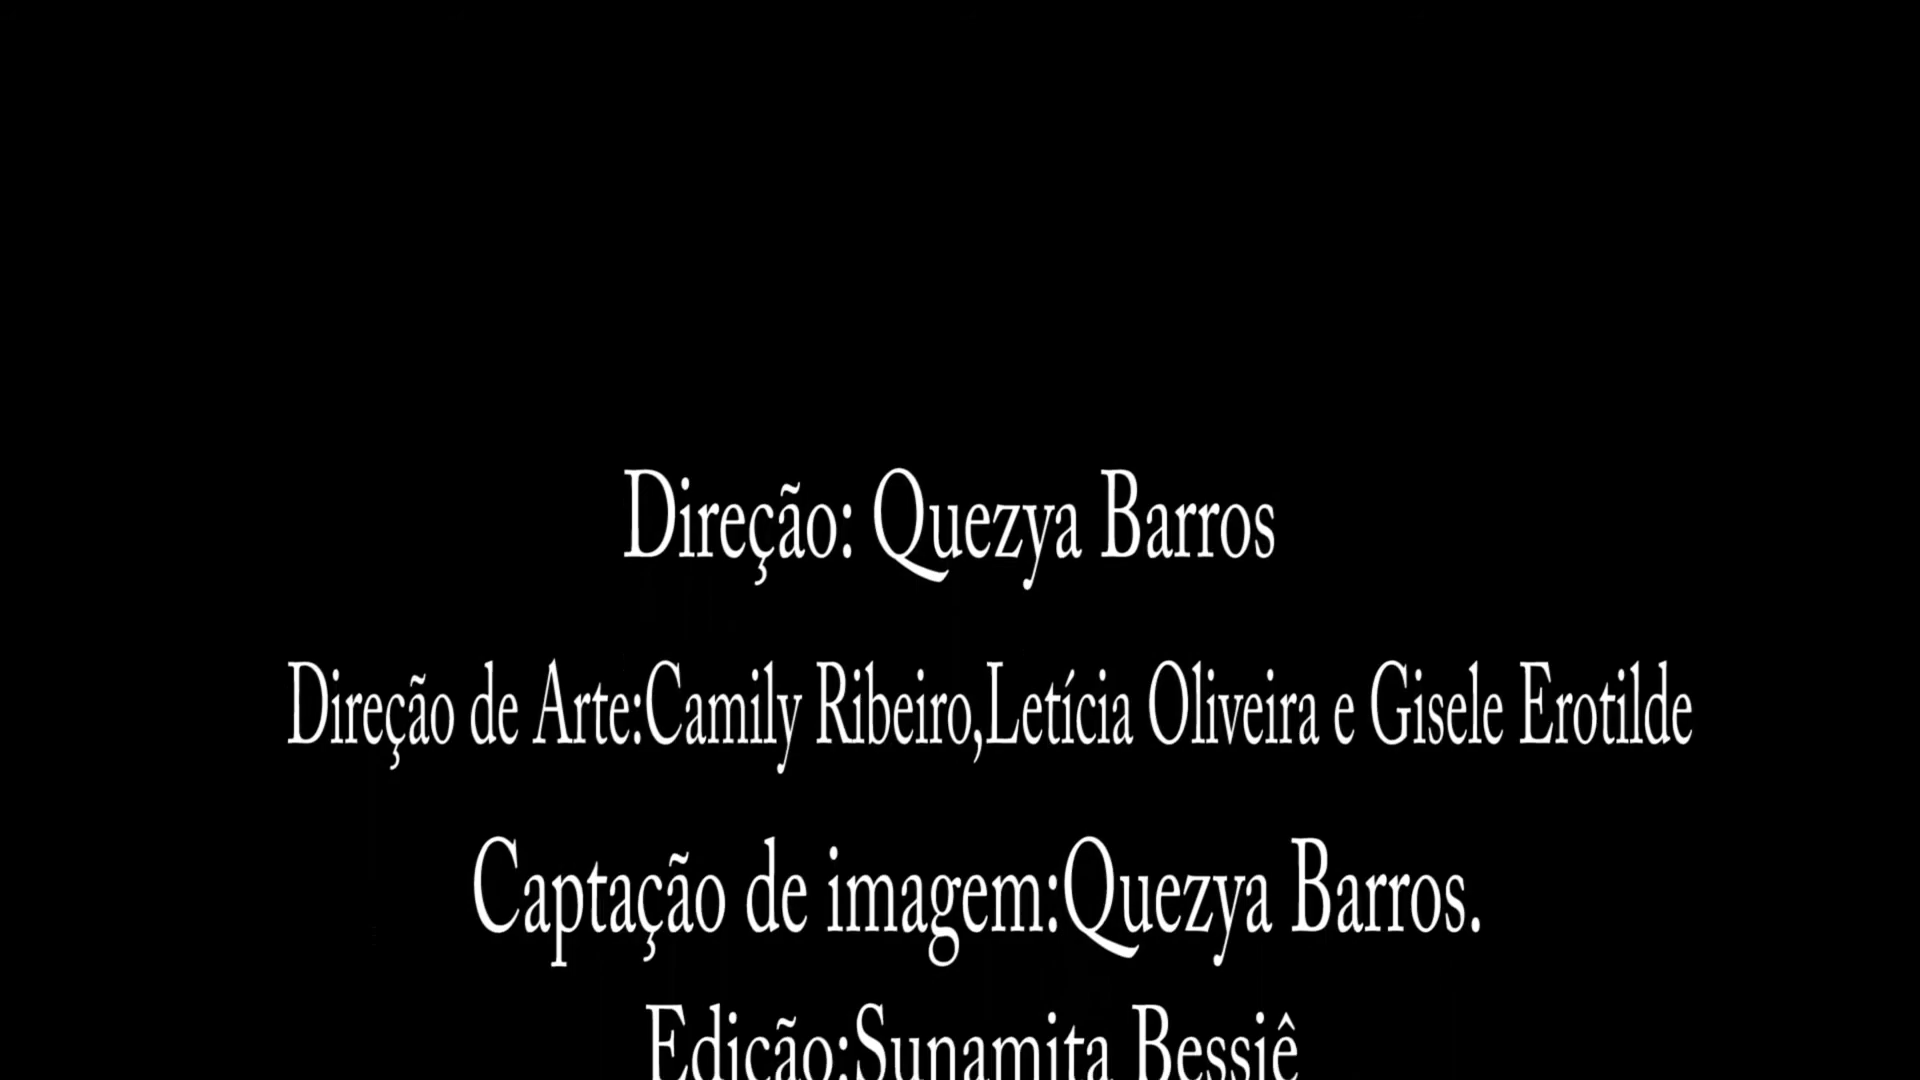 Direção: Quezya Barros
Direção de Arte:Camily Ribeiro,Letícia Oliveira e Gisele Erotilde
Captação de imagem:Quezya Barros.
Edição:Sunamita Bessiê